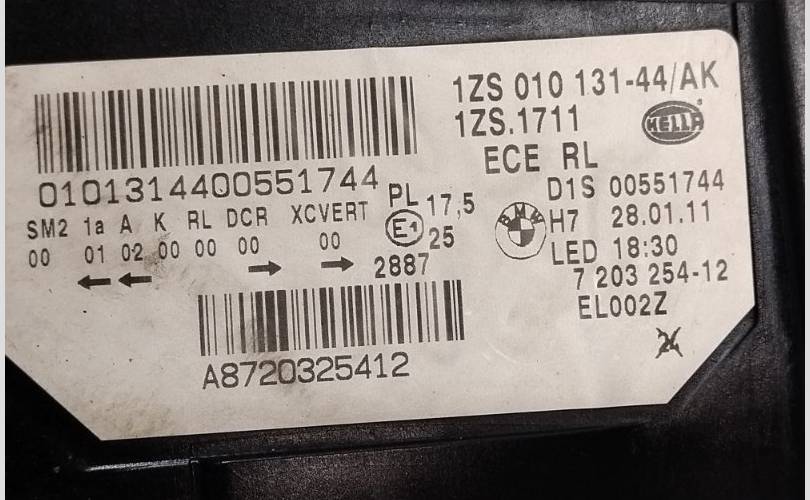 1ZS 010 131-44/AK
1ZS.1711
HELLA
ECE RL
0101314400551744
PL 17,5
E1 25
2887
D1S 00551744
BMW
H7 28.01.11
LED 18:30
7 203 254-12
EL002Z
SM2 1a A K RL DCR XCVERT
00 01 02 00 00 00 00
A8720325412